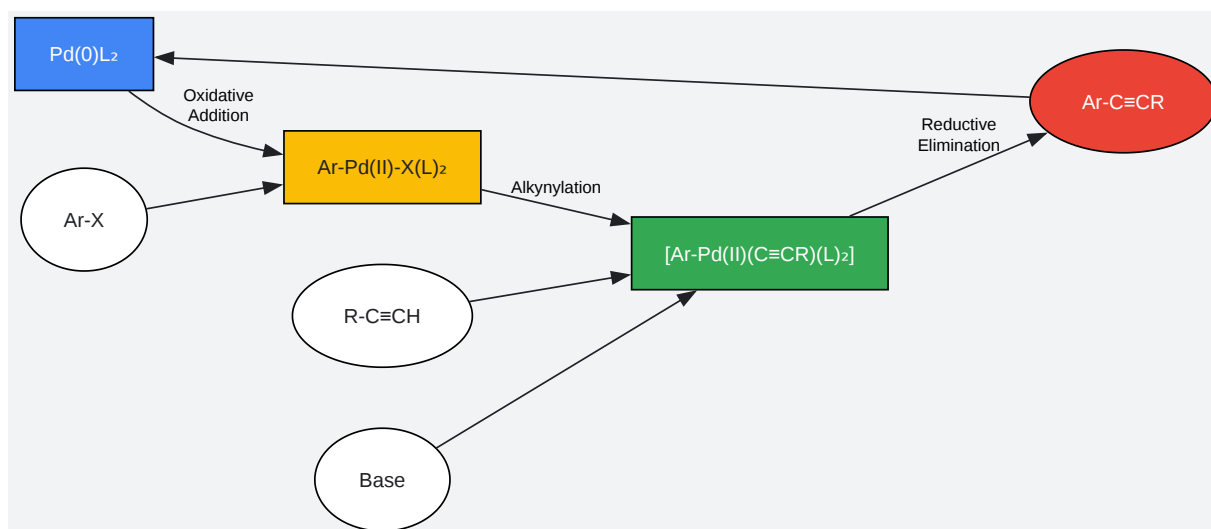 Pd(0)L₂
Oxidative
Addition
Ar-Pd(II)-X(L)₂
Ar-X
Alkynylation
[Ar-Pd(II)(C≡CR)(L)₂]
R-C≡CH
Base
Reductive
Elimination
Ar-C≡CR